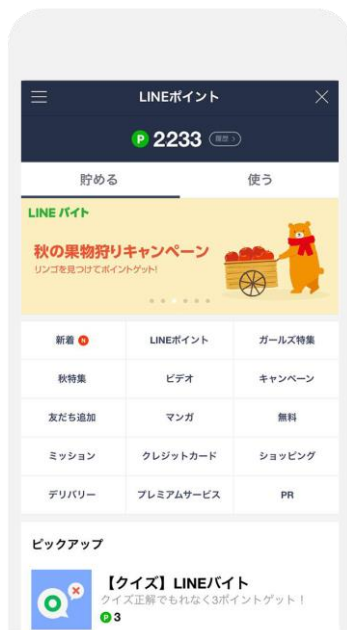 LINEポイント
P 2233 履歴 >
貯める 使う
LINE バイト
秋の果物狩りキャンペーン
リンゴを見つけてポイントゲット!
新着 N LINEポイント ガールズ特集
秋特集 ビデオ キャンペーン
友だち追加 マンガ 無料
ミッション クレジットカード ショッピング
デリバリー プレミアムサービス PR
ピックアップ
【クイズ】LINEバイト
クイズ正解でもれなく3ポイントゲット！
P 3